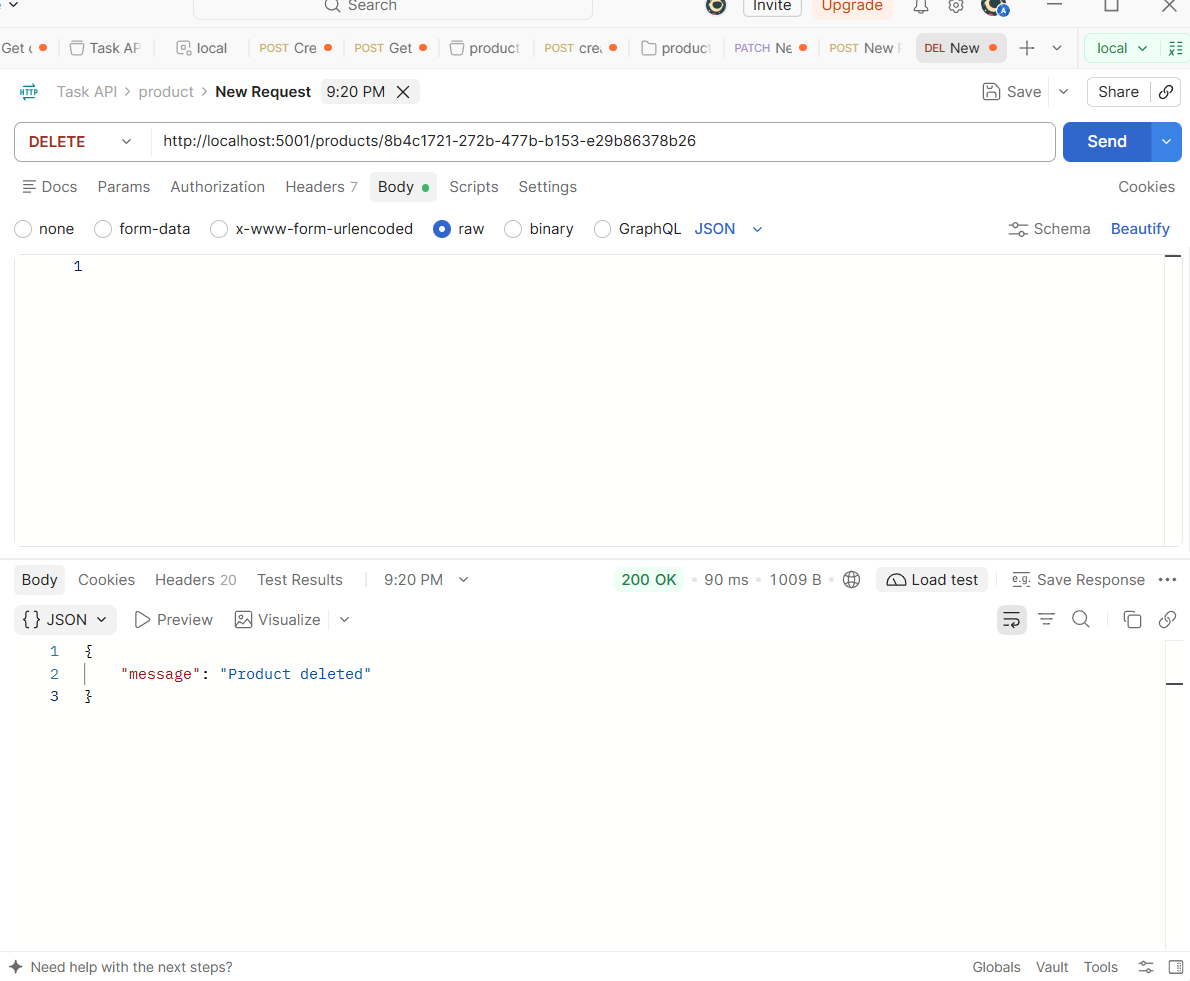 Search Invite Upgrade
Get Task AP local POST Cre POST Get product POST crea product PATCH Ne POST New DEL New local
HTTP Task API > product > New Request 9:20 PM Save Share
DELETE http://localhost:5001/products/8b4c1721-272b-477b-b153-e29b86378b26 Send
Docs Params Authorization Headers 7 Body Scripts Settings Cookies
none form-data x-www-form-urlencoded raw binary GraphQL JSON Schema Beautify
1
Body Cookies Headers 20 Test Results 9:20 PM 200 OK 90 ms 1009 B Load test e.g. Save Response
{} JSON Preview Visualize
1 {
2 "message": "Product deleted"
3 }
Need help with the next steps? Globals Vault Tools